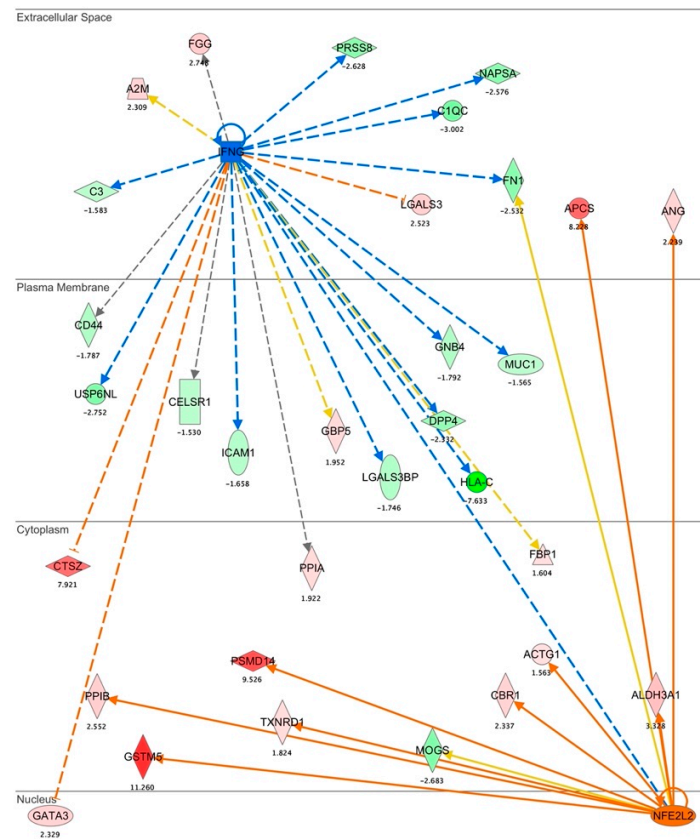 Extracellular Space
FGG
2.748
PRSS8
-2.628
NAPSA
-2.576
A2M
2.309
C1QC
-3.002
IFNG
C3
-1.583
FN1
-2.532
LGALS3
2.523
APCS
8.228
ANG
2.239
Plasma Membrane
CD44
-1.787
GNB4
-1.792
MUC1
-1.565
USP6NL
-2.752
CELSR1
-1.530
ICAM1
-1.658
GBP5
1.952
DPP4
-2.332
LGALS3BP
-1.746
HLA-C
-7.633
Cytoplasm
CTSZ
7.921
PPIA
1.922
FBP1
1.604
PSMD14
9.526
ACTG1
1.563
PPIB
2.552
TXNRD1
1.824
CBR1
2.337
ALDH3A1
3.328
GSTM5
11.260
MOGS
-2.683
Nucleus
GATA3
2.329
NFE2L2